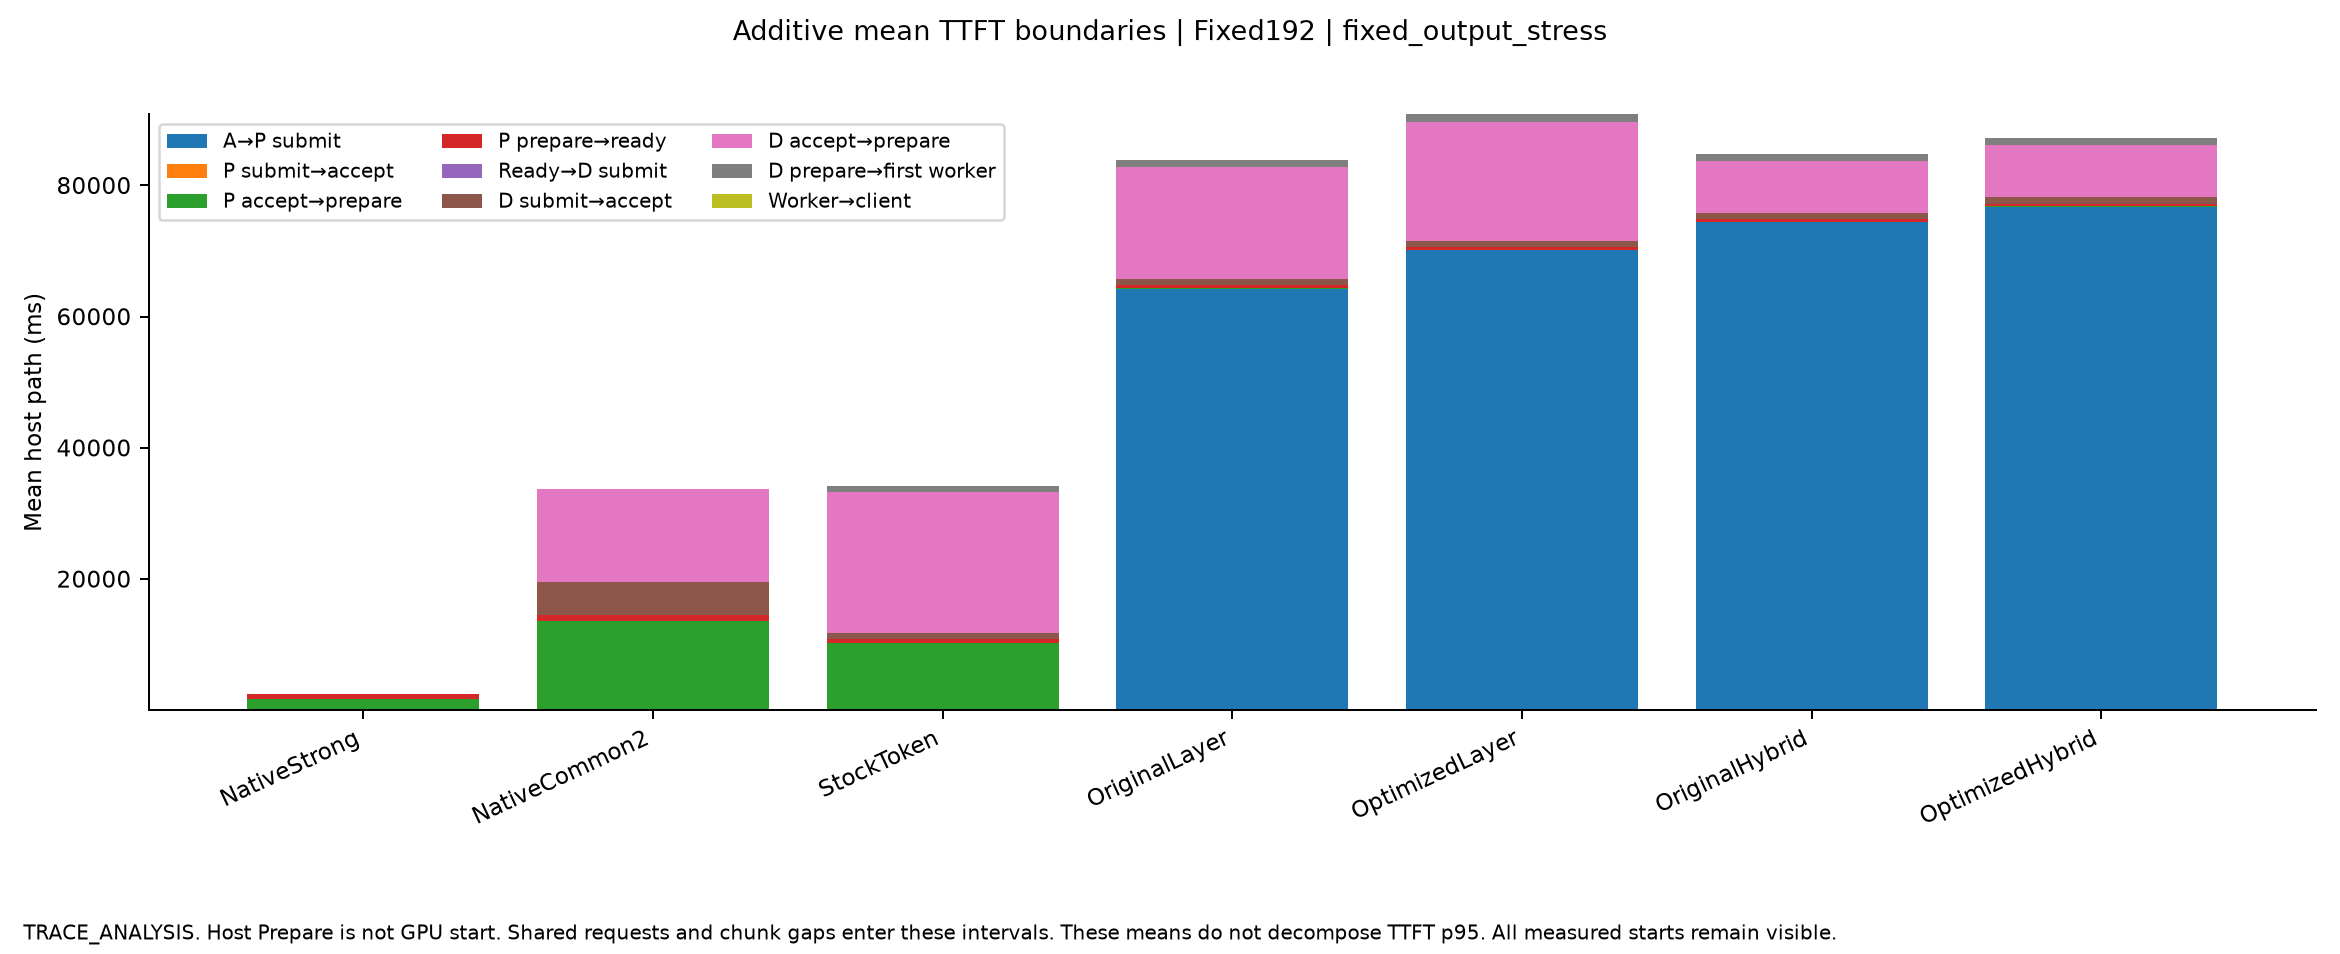 Additive mean TTFT boundaries | Fixed192 | fixed_output_stress
A→P submit
P submit→accept
P accept→prepare
P prepare→ready
Ready→D submit
D submit→accept
D accept→prepare
D prepare→first worker
Worker→client
Mean host path (ms)
80000
60000
40000
20000
NativeStrong
NativeCommon2
StockToken
OriginalLayer
OptimizedLayer
OriginalHybrid
OptimizedHybrid
TRACE_ANALYSIS. Host Prepare is not GPU start. Shared requests and chunk gaps enter these intervals. These means do not decompose TTFT p95. All measured starts remain visible.